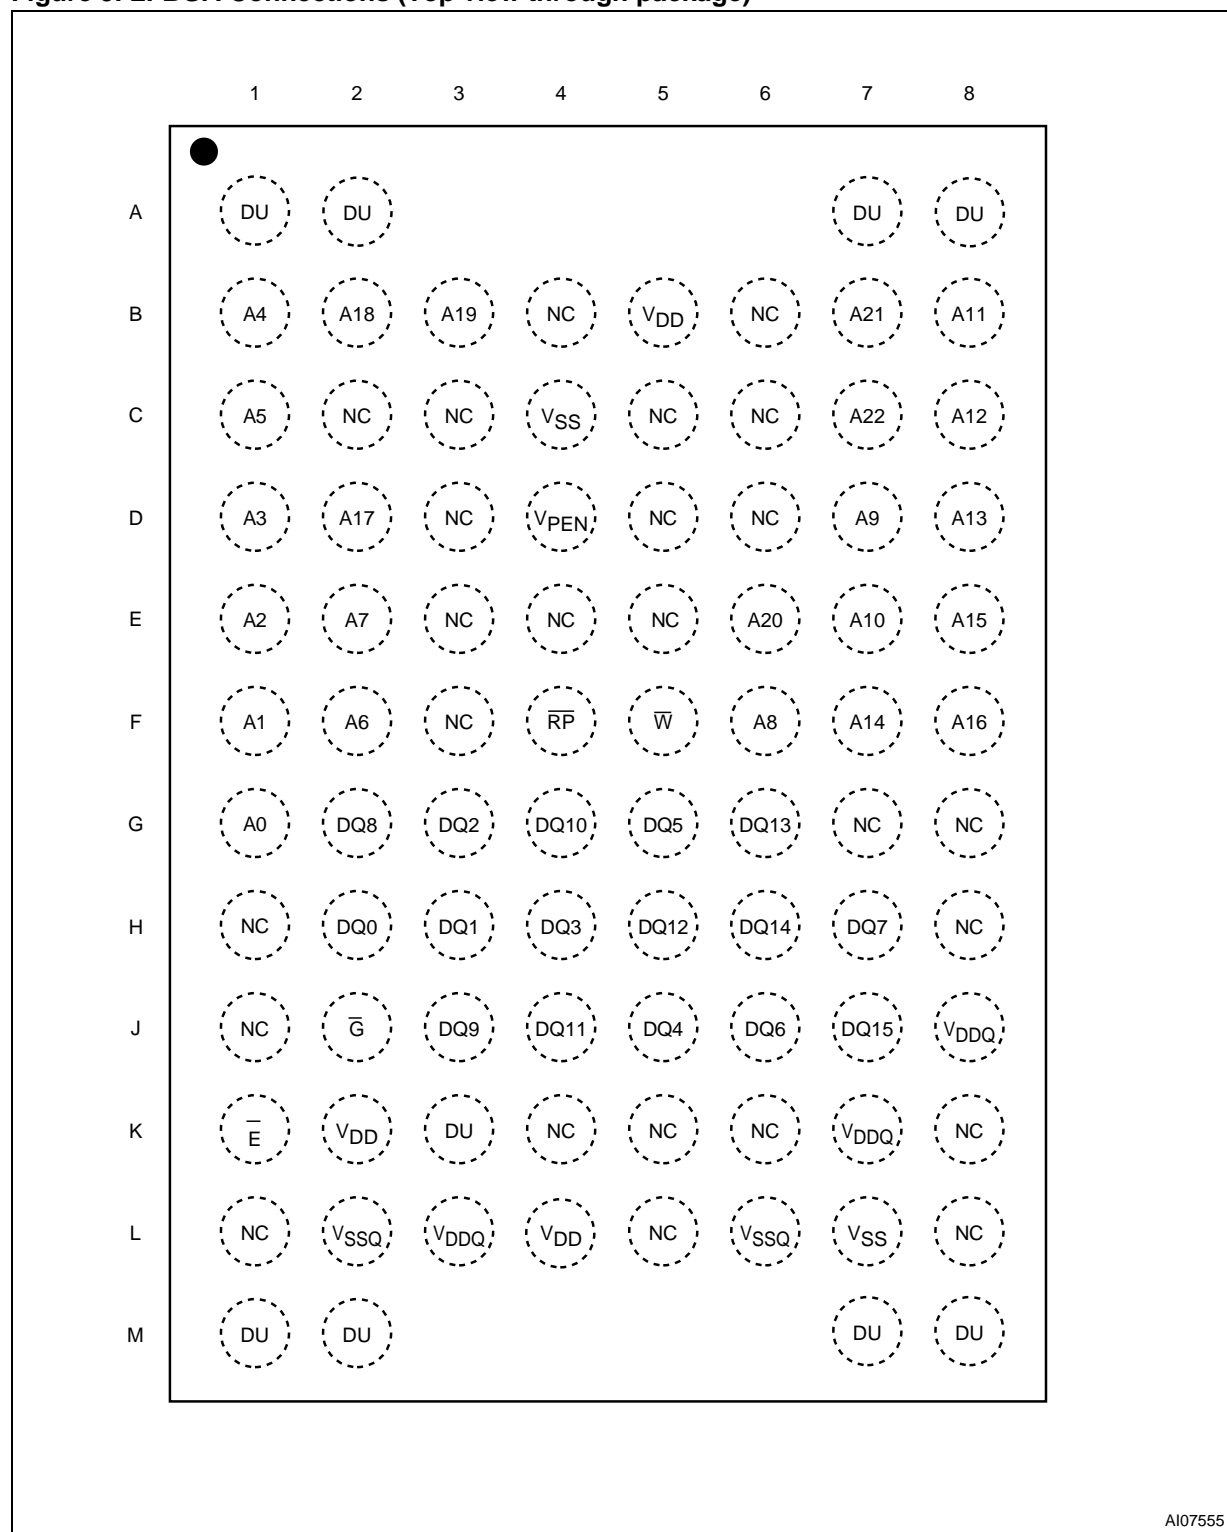 Figure Connections (Top view through package)
1 2 3 4 5 6 7 8
A DU DU DU DU
B A4 A18 A19 NC VDD NC A21 A11
C A5 NC NC VSS NC NC A22 A12
D A3 A17 NC VPEN NC NC A9 A13
E A2 A7 NC NC NC A20 A10 A15
F A1 A6 NC R̅P̅ W̅ A8 A14 A16
G A0 DQ8 DQ2 DQ10 DQ5 DQ13 NC NC
H NC DQ0 DQ1 DQ3 DQ12 DQ14 DQ7 NC
J NC G̅ DQ9 DQ11 DQ4 DQ6 DQ15 VDDQ
K E̅ VDD DU NC NC NC VDDQ NC
L NC VSSQ VDDQ VDD NC VSSQ VSS NC
M DU DU DU DU
AI07555